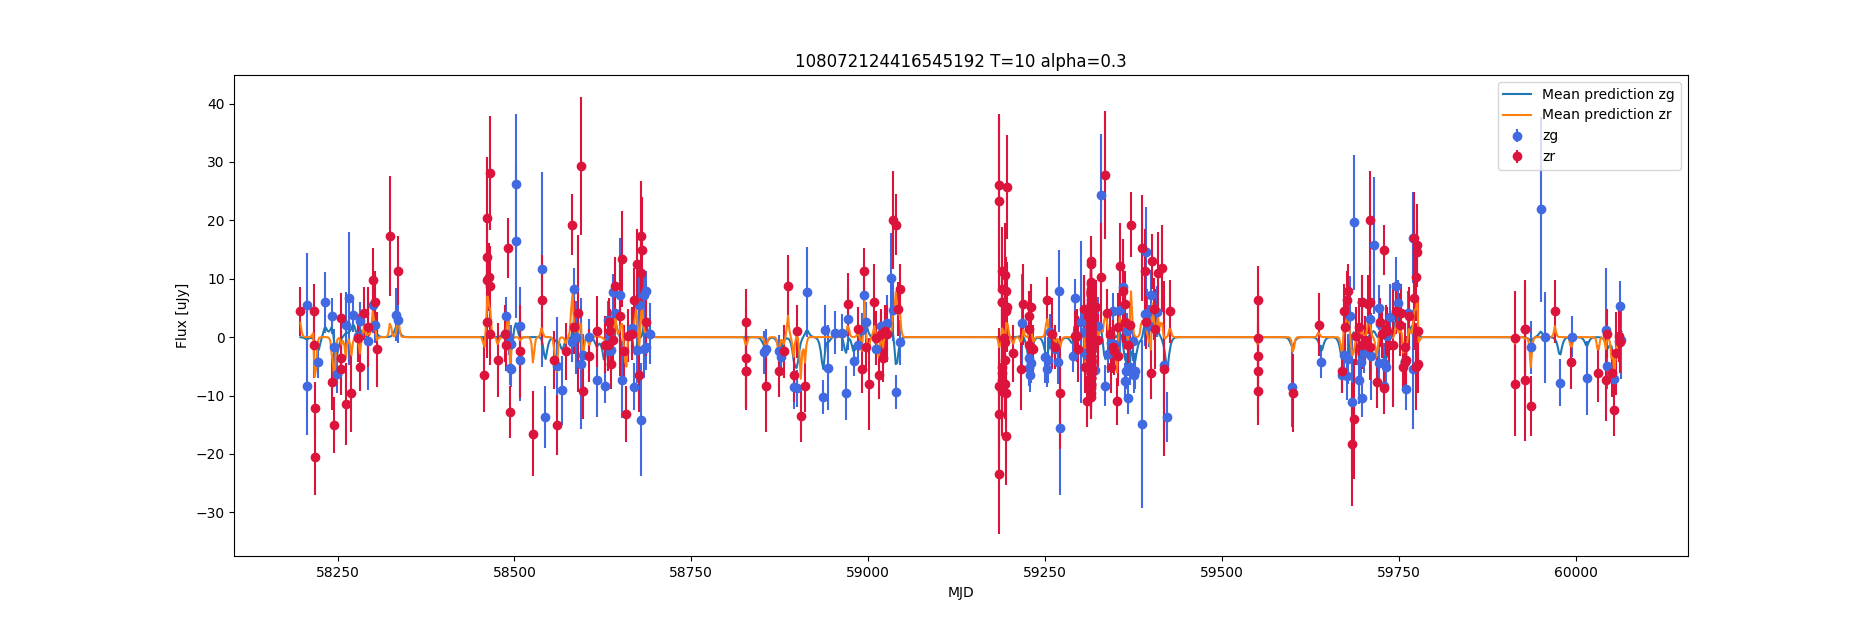 108072124416545192 T=10 alpha=0.3
Mean prediction zg
Mean prediction zr
zg
zr
Flux [uJy]
40
30
20
10
0
−10
−20
−30
58250 58500 58750 59000 59250 59500 59750 60000
MJD